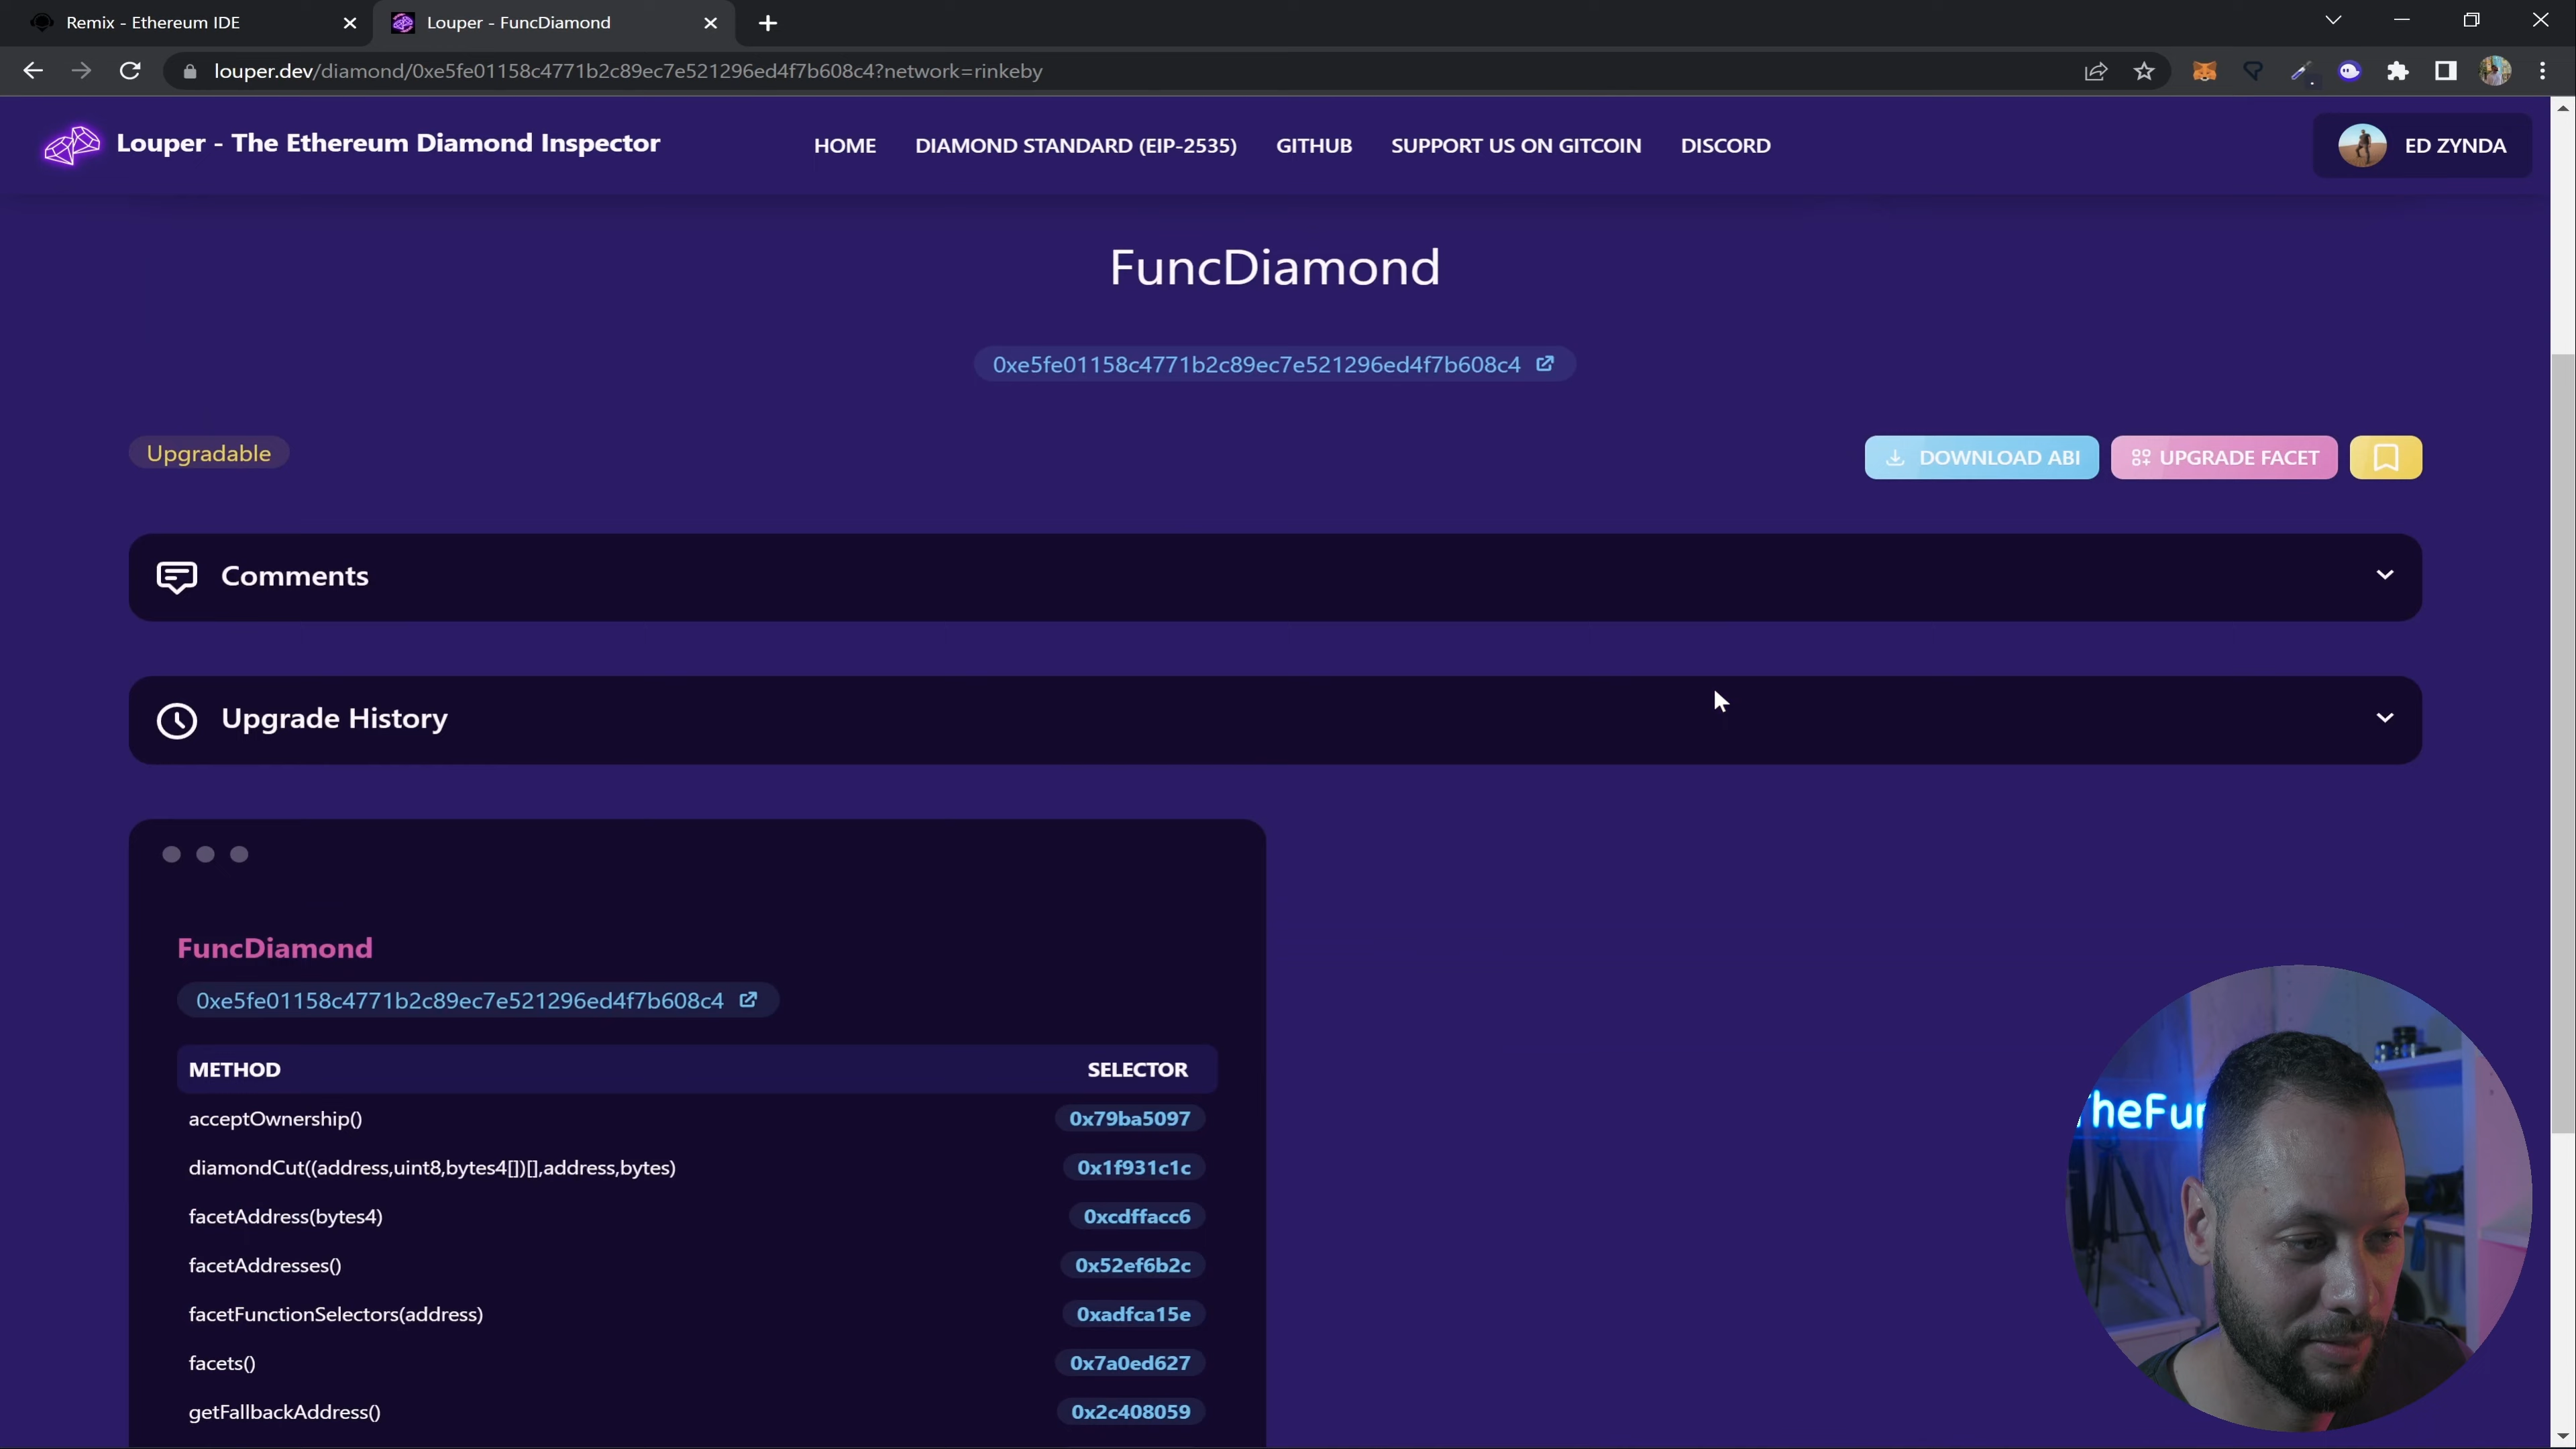 Remix - Ethereum IDE
Louper - FuncDiamond
louper.dev/diamond/0xe5fe01158c4771b2c89ec7e521296ed4f7b608c4?network=rinkeby
Louper - The Ethereum Diamond Inspector
HOME
DIAMOND STANDARD (EIP-2535)
GITHUB
SUPPORT US ON GITCOIN
DISCORD
ED ZYNDA
FuncDiamond
0xe5fe01158c4771b2c89ec7e521296ed4f7b608c4
Upgradable
DOWNLOAD ABI
UPGRADE FACET
Comments
Upgrade History
FuncDiamond
0xe5fe01158c4771b2c89ec7e521296ed4f7b608c4
METHOD SELECTOR
acceptOwnership() 0x79ba5097
diamondCut((address,uint8,bytes4[])[],address,bytes) 0x1f931c1c
facetAddress(bytes4) 0xcdffacc6
facetAddresses() 0x52ef6b2c
facetFunctionSelectors(address) 0xadfca15e
facets() 0x7a0ed627
getFallbackAddress() 0x2c408059